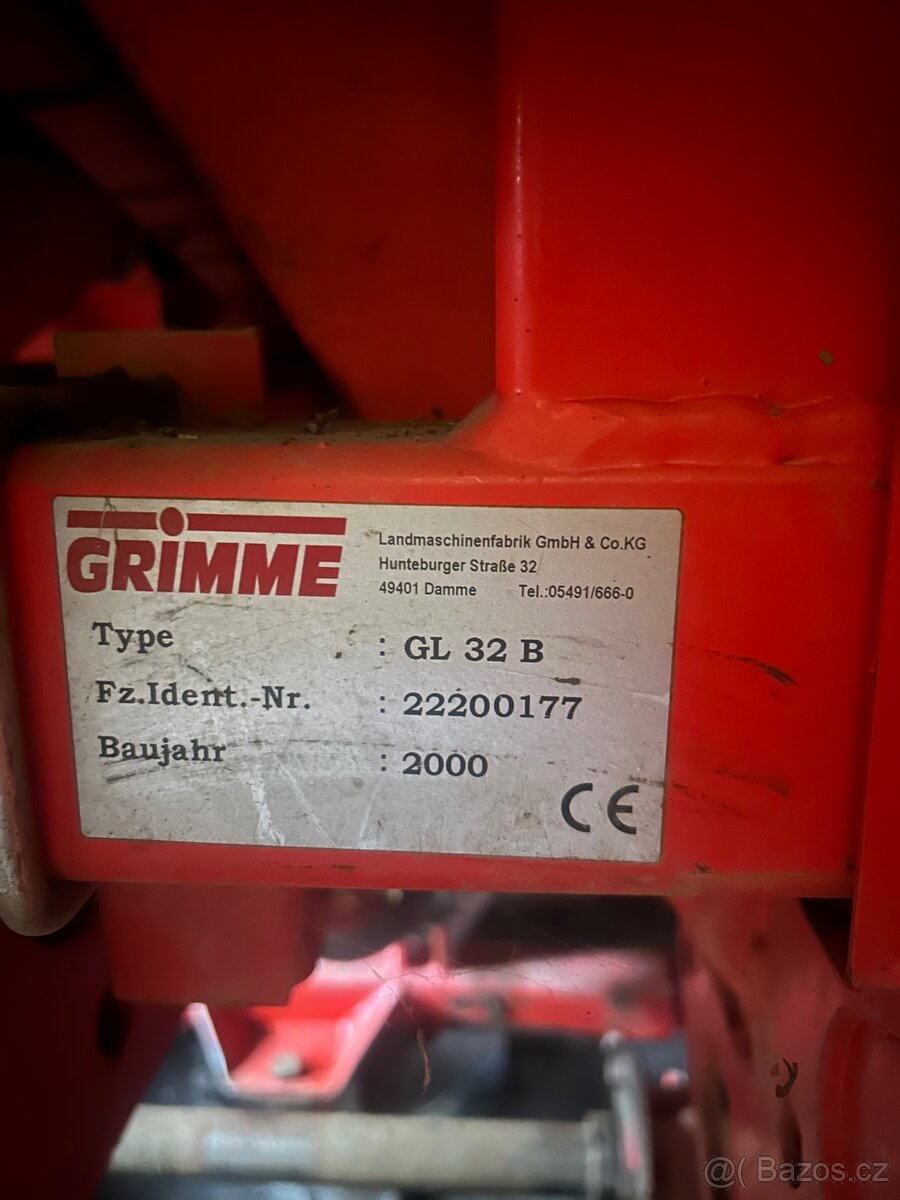 GRIMME
Landmaschinenfabrik GmbH & Co.KG
Hunteburger Straße 32
49401 Damme Tel.:05491/666-0
Type : GL 32 B
Fz.Ident.-Nr. : 22200177
Baujahr : 2000
CE
@( Bazos.cz